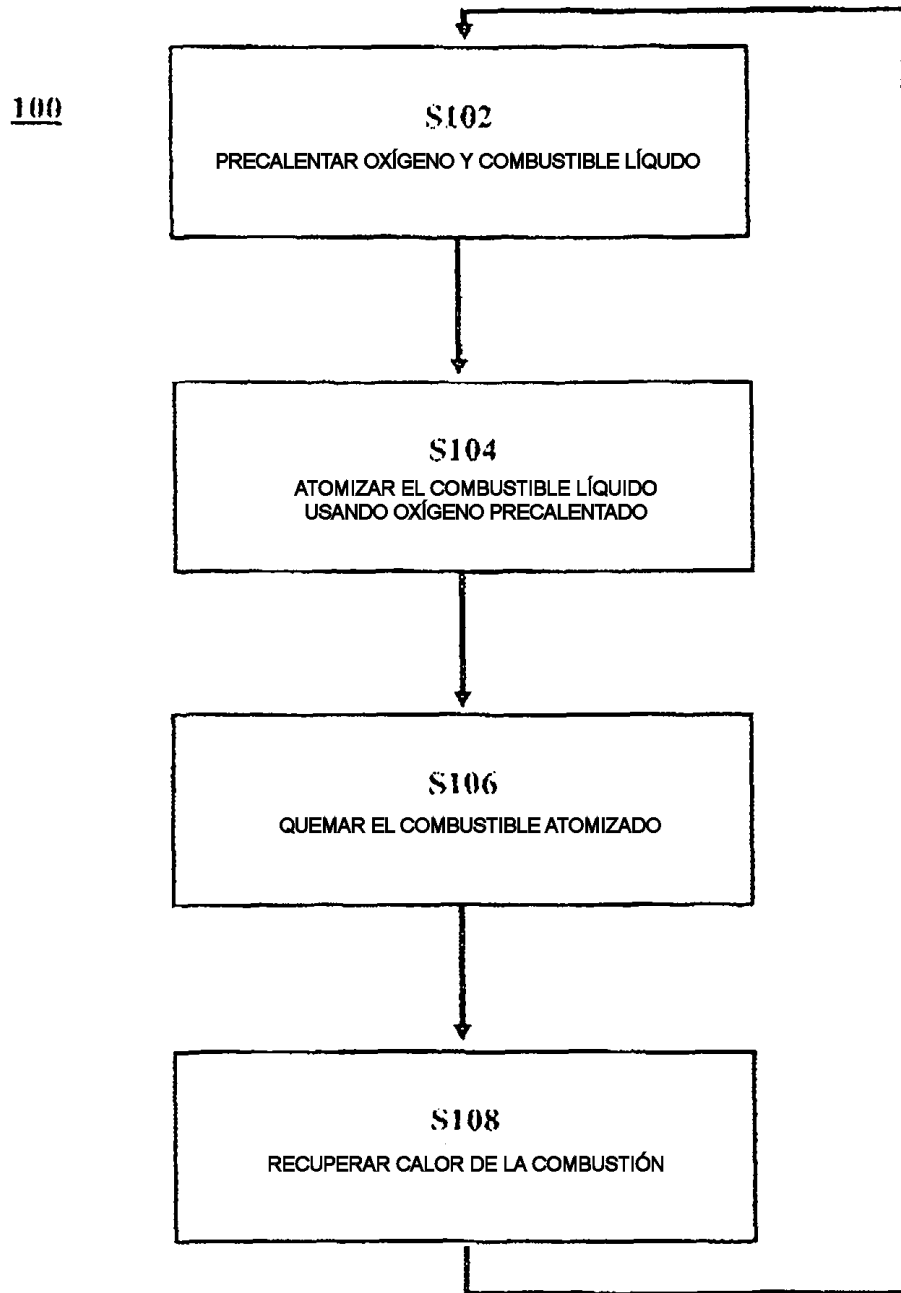 100
S102
PRECALENTAR OXÍGENO Y COMBUSTIBLE LÍQUDO
S104
ATOMIZAR EL COMBUSTIBLE LÍQUIDO
USANDO OXÍGENO PRECALENTADO
S106
QUEMAR EL COMBUSTIBLE ATOMIZADO
S108
RECUPERAR CALOR DE LA COMBUSTIÓN